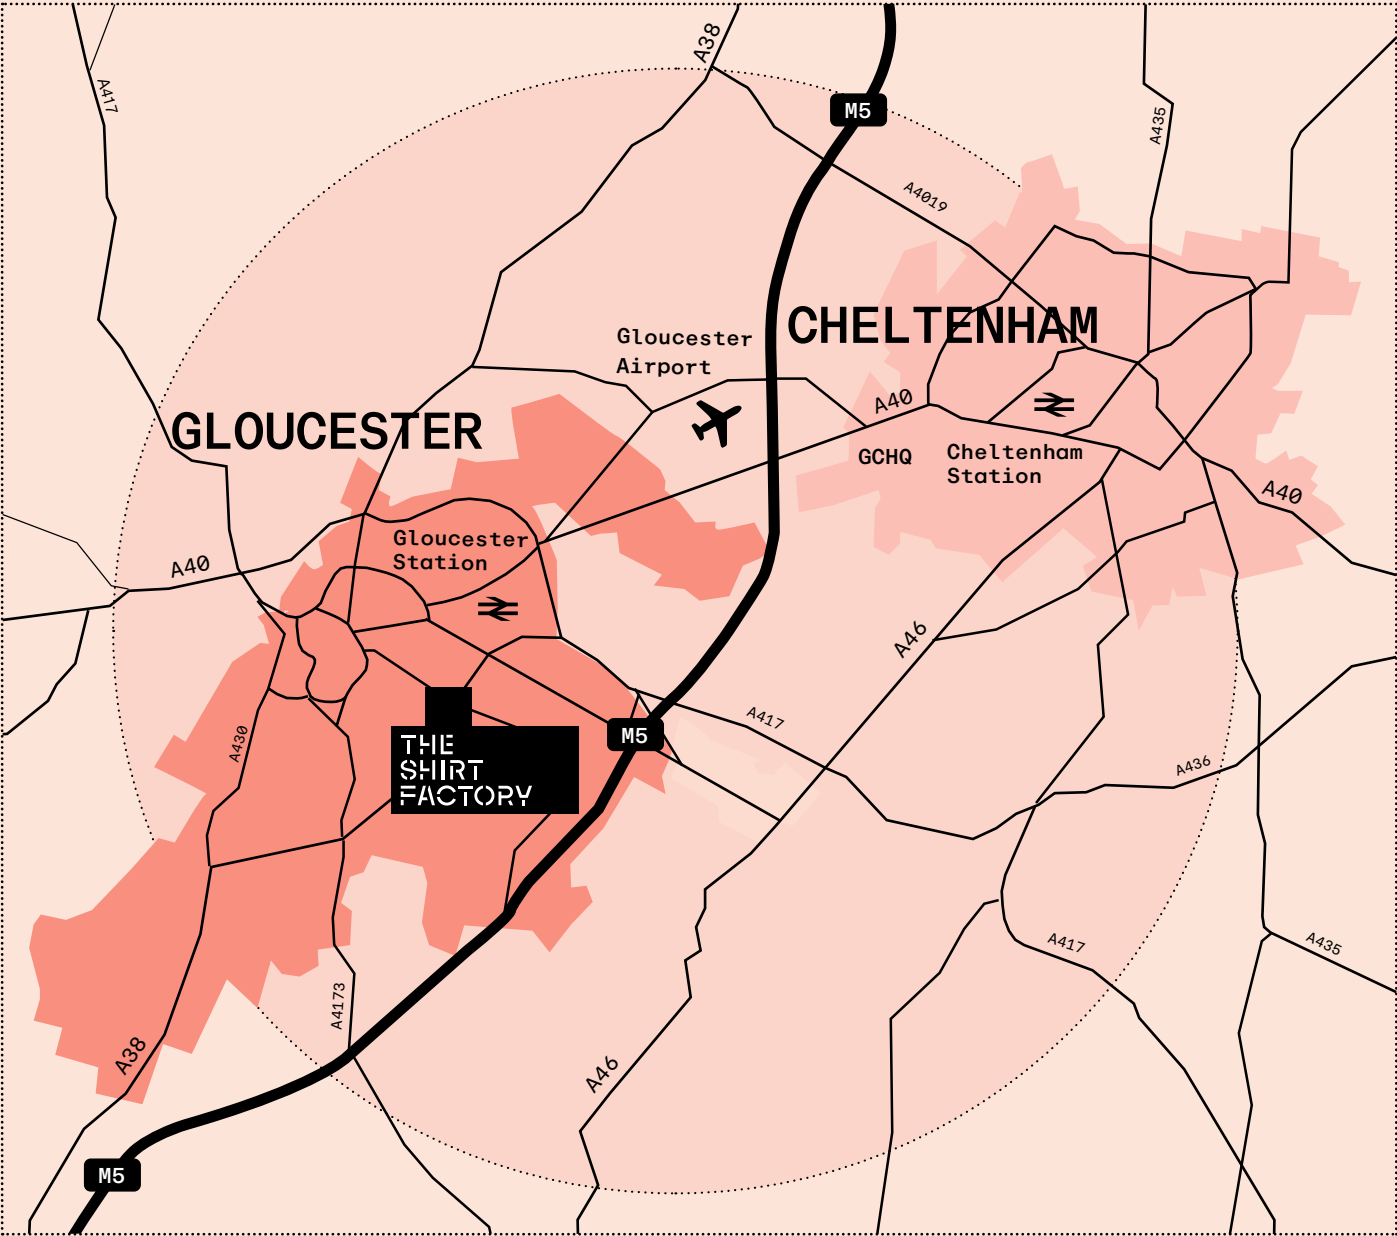 A38
A417
M5
A435
A4019
CHELTENHAM
Gloucester
Airport
A40
GLOUCESTER
GCHQ
Cheltenham
Station
A40
Gloucester
Station
A40
A46
A417
M5
A430
THE
SHIRT
FACTORY
A436
A417
A435
A4173
A38
A46
M5